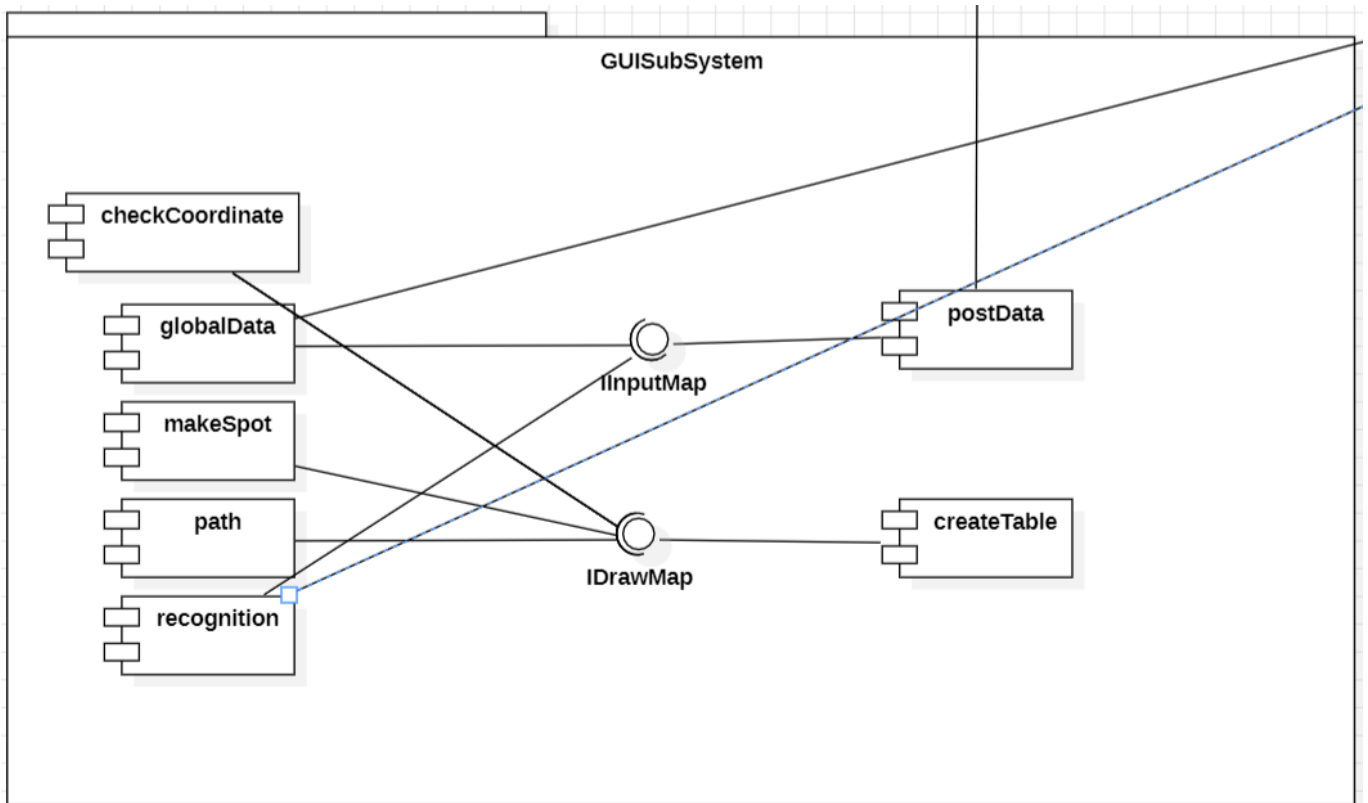 GUISubSystem
checkCoordinate
globalData
IInputMap
postData
makeSpot
path
createTable
IDrawMap
recognition